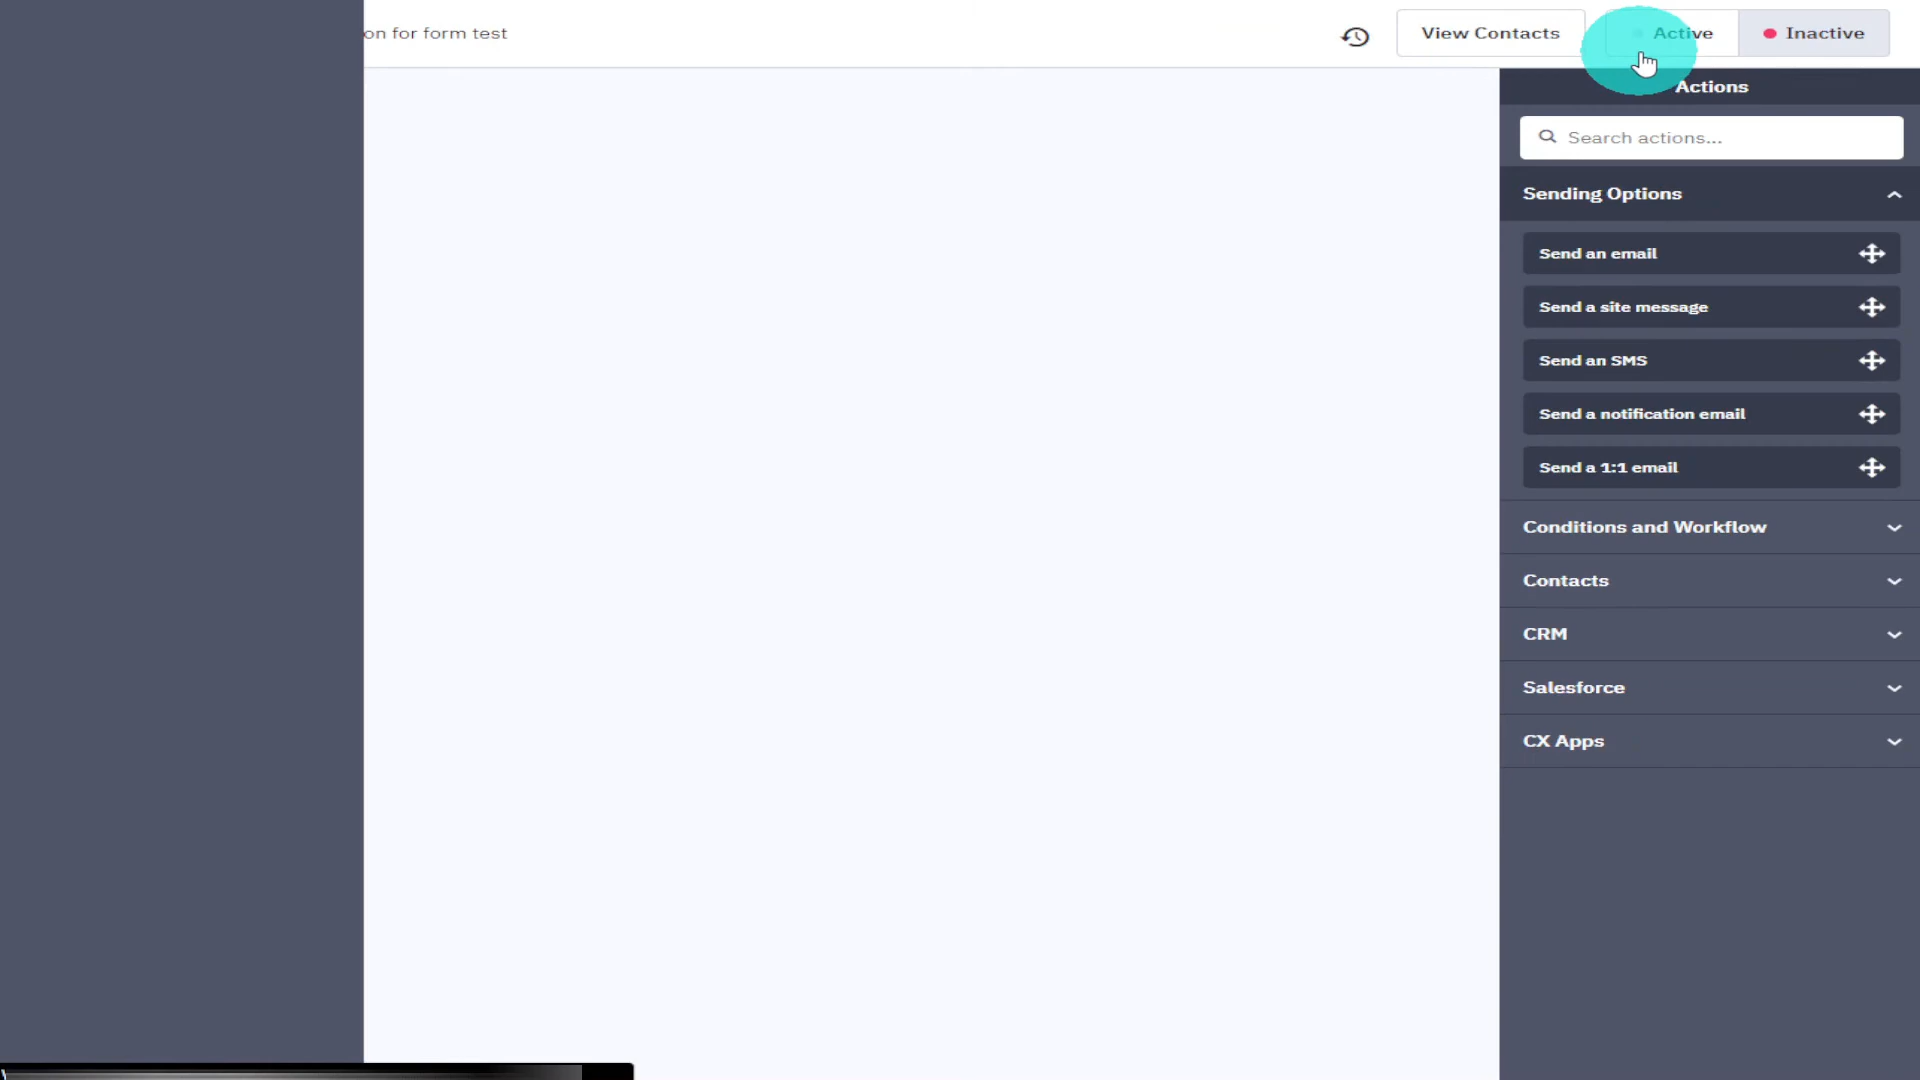 on for form test
View Contacts
Active
Inactive
Actions
Search actions...
Sending Options
Send an email
Send a site message
Send an SMS
Send a notification email
Send a 1:1 email
Conditions and Workflow
Contacts
CRM
Salesforce
CX Apps